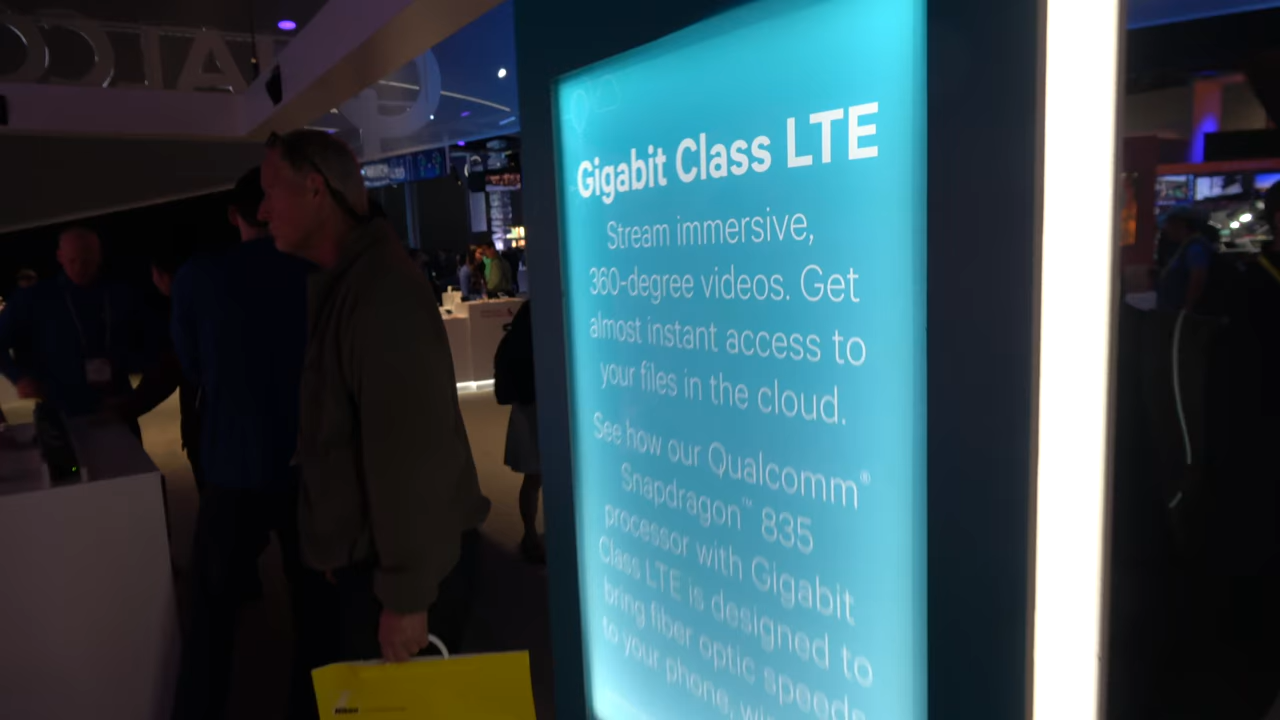 Gigabit Class LTE
Stream immersive,
360-degree videos. Get
almost instant access to
your files in the cloud.
See how our Qualcomm®
Snapdragon™ 835
processor with Gigabit
Class LTE is designed to
bring fiber optic speeds
to your phone,
Nikon